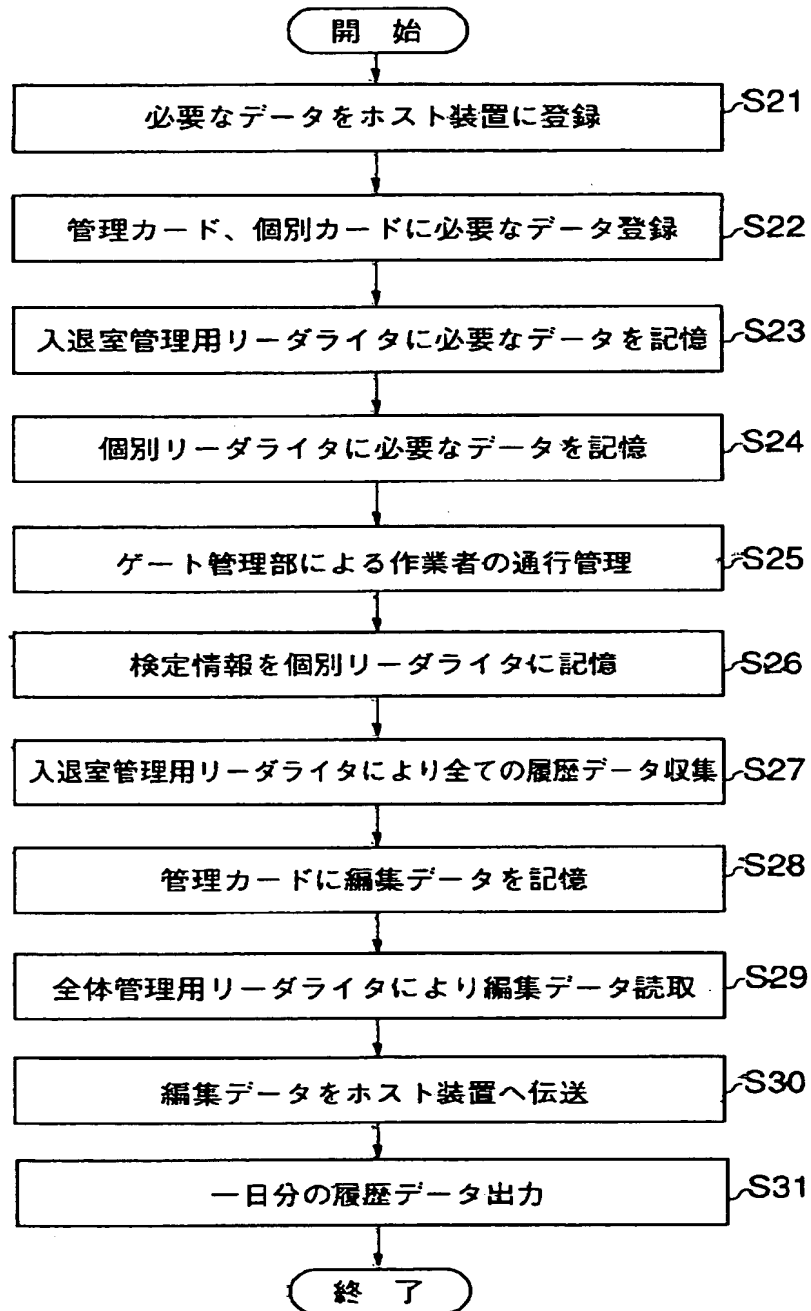 開始
必要なデータをホスト装置に登録 S21
管理カード、個別カードに必要なデータ登録 S22
入退室管理用リーダライタに必要なデータを記憶 S23
個別リーダライタに必要なデータを記憶 S24
ゲート管理部による作業者の通行管理 S25
検定情報を個別リーダライタに記憶 S26
入退室管理用リーダライタにより全ての履歴データ収集 S27
管理カードに編集データを記憶 S28
全体管理用リーダライタにより編集データ読取 S29
編集データをホスト装置へ伝送 S30
一日分の履歴データ出力 S31
終了